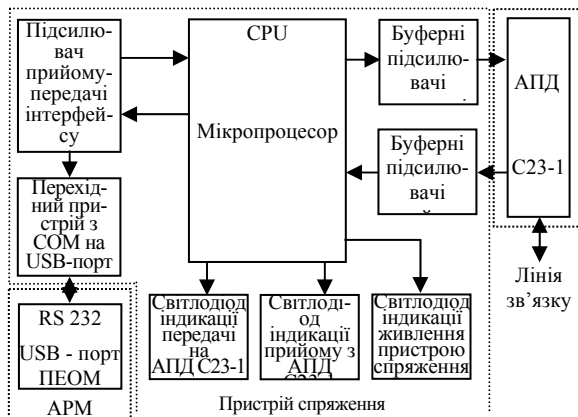 Підсилю-
вач
прийому-
передачі
інтерфей-
су
CPU
Мікропроцесор
Буферні
підсилю-
вачі
АПД
С23-1
Буферні
підсилю-
вачі
Перехід-
ний при-
стрій з
COM на
USB-порт
Лінія
зв’язку
RS 232
USB - порт
ПЕОМ
АРМ
Світлодіод
індикації
передачі
на
АПД С23-1
Світлоді-
од
індикації
прийому з
АПД
Світлодіод
індикації
живлення
пристрою
спряження
Пристрій спряження